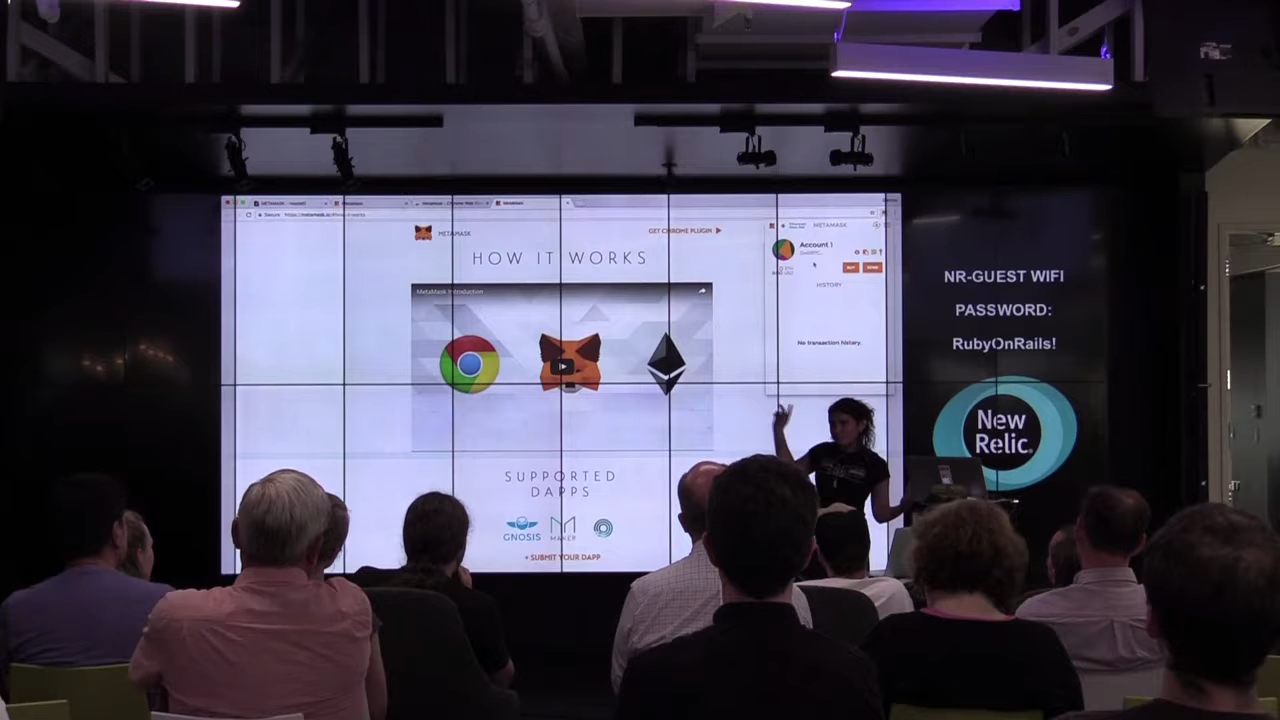 METAMASK
GET CHROME PLUGIN
HOW IT WORKS
MetaMask Introduction
SUPPORTED
DAPPS
GNOSIS
MAKER
+ SUBMIT YOUR DAPP
METAMASK
Account 1
BUY
SEND
HISTORY
No transaction history.
NR-GUEST WIFI
PASSWORD:
RubyOnRails!
New
Relic.